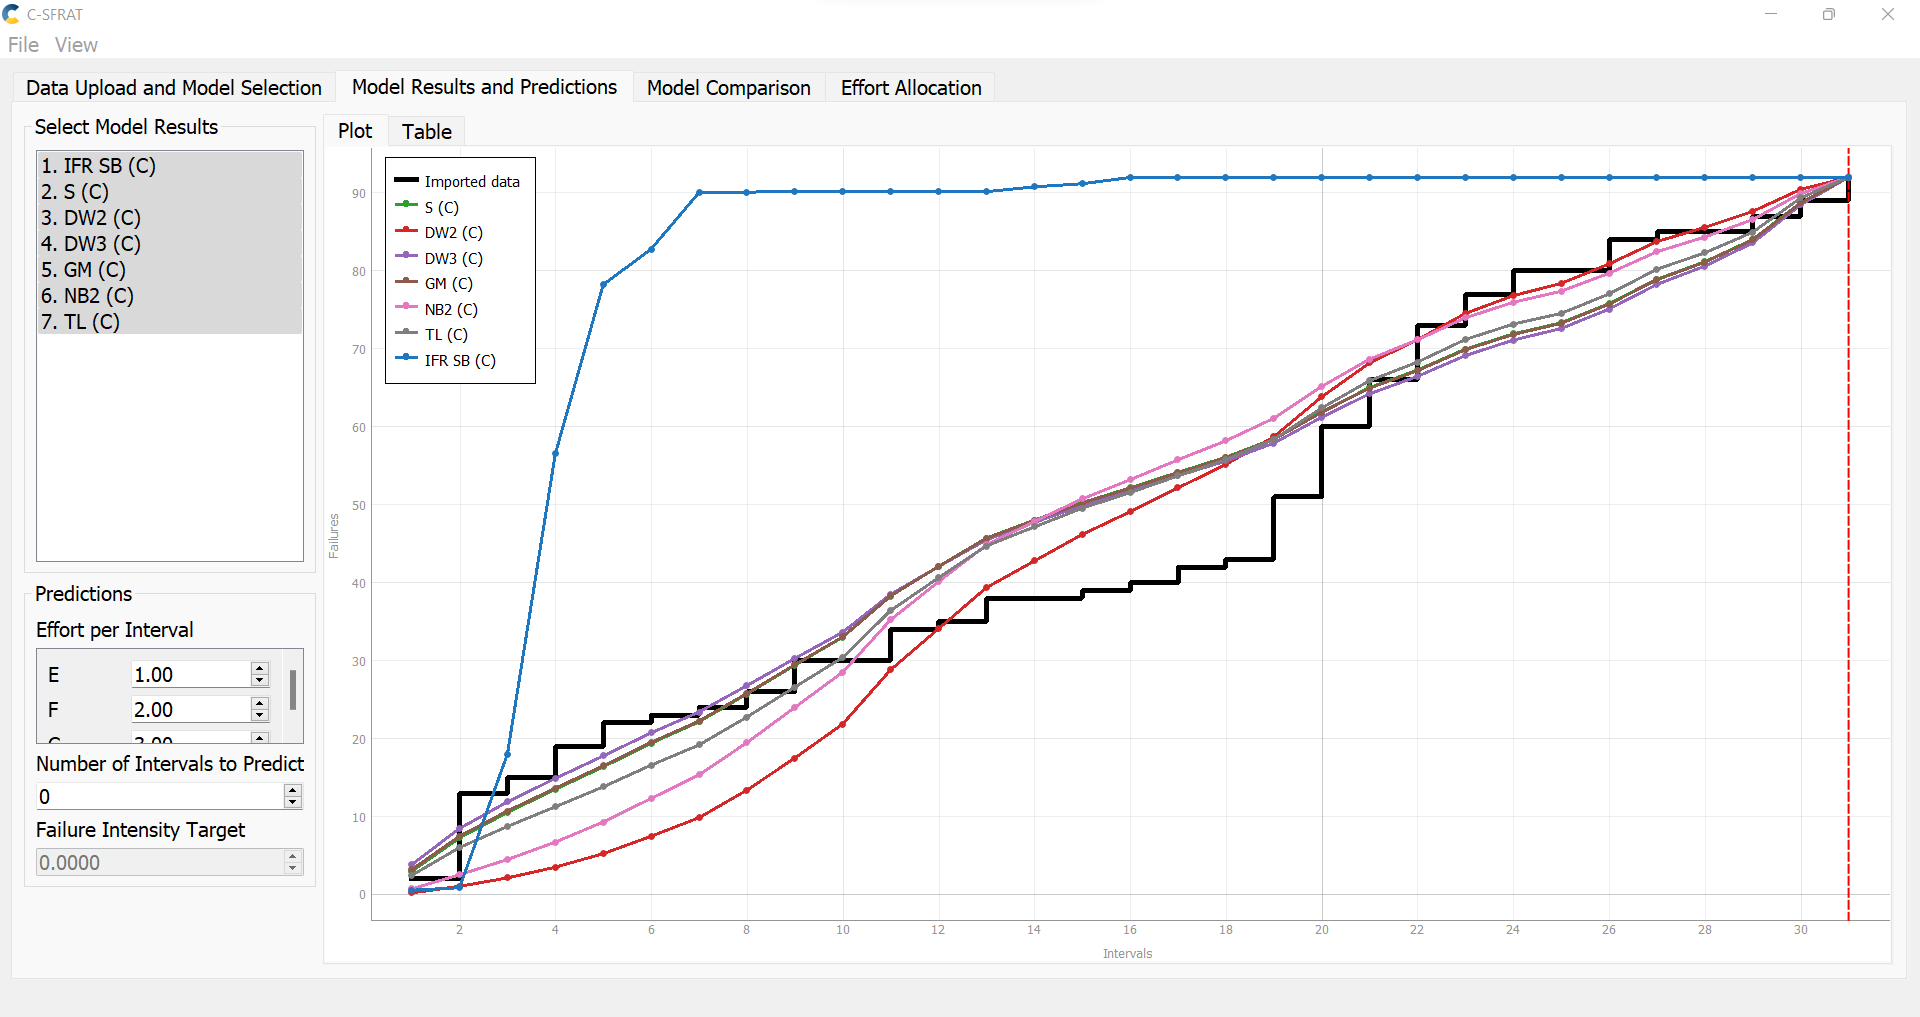 C-SFRAT
File View
Data Upload and Model Selection Model Results and Predictions Model Comparison Effort Allocation
Select Model Results
1. IFR SB (C)
2. S (C)
3. DW2 (C)
4. DW3 (C)
5. GM (C)
6. NB2 (C)
7. TL (C)
Predictions
Effort per Interval
E 1.00
F 2.00
Number of Intervals to Predict
0
Failure Intensity Target
0.0000
Plot Table
Imported data
S (C)
DW2 (C)
DW3 (C)
GM (C)
NB2 (C)
TL (C)
IFR SB (C)
Failures
90
80
70
60
50
40
30
20
10
0
2 4 6 8 10 12 14 16 18 20 22 24 26 28 30
Intervals